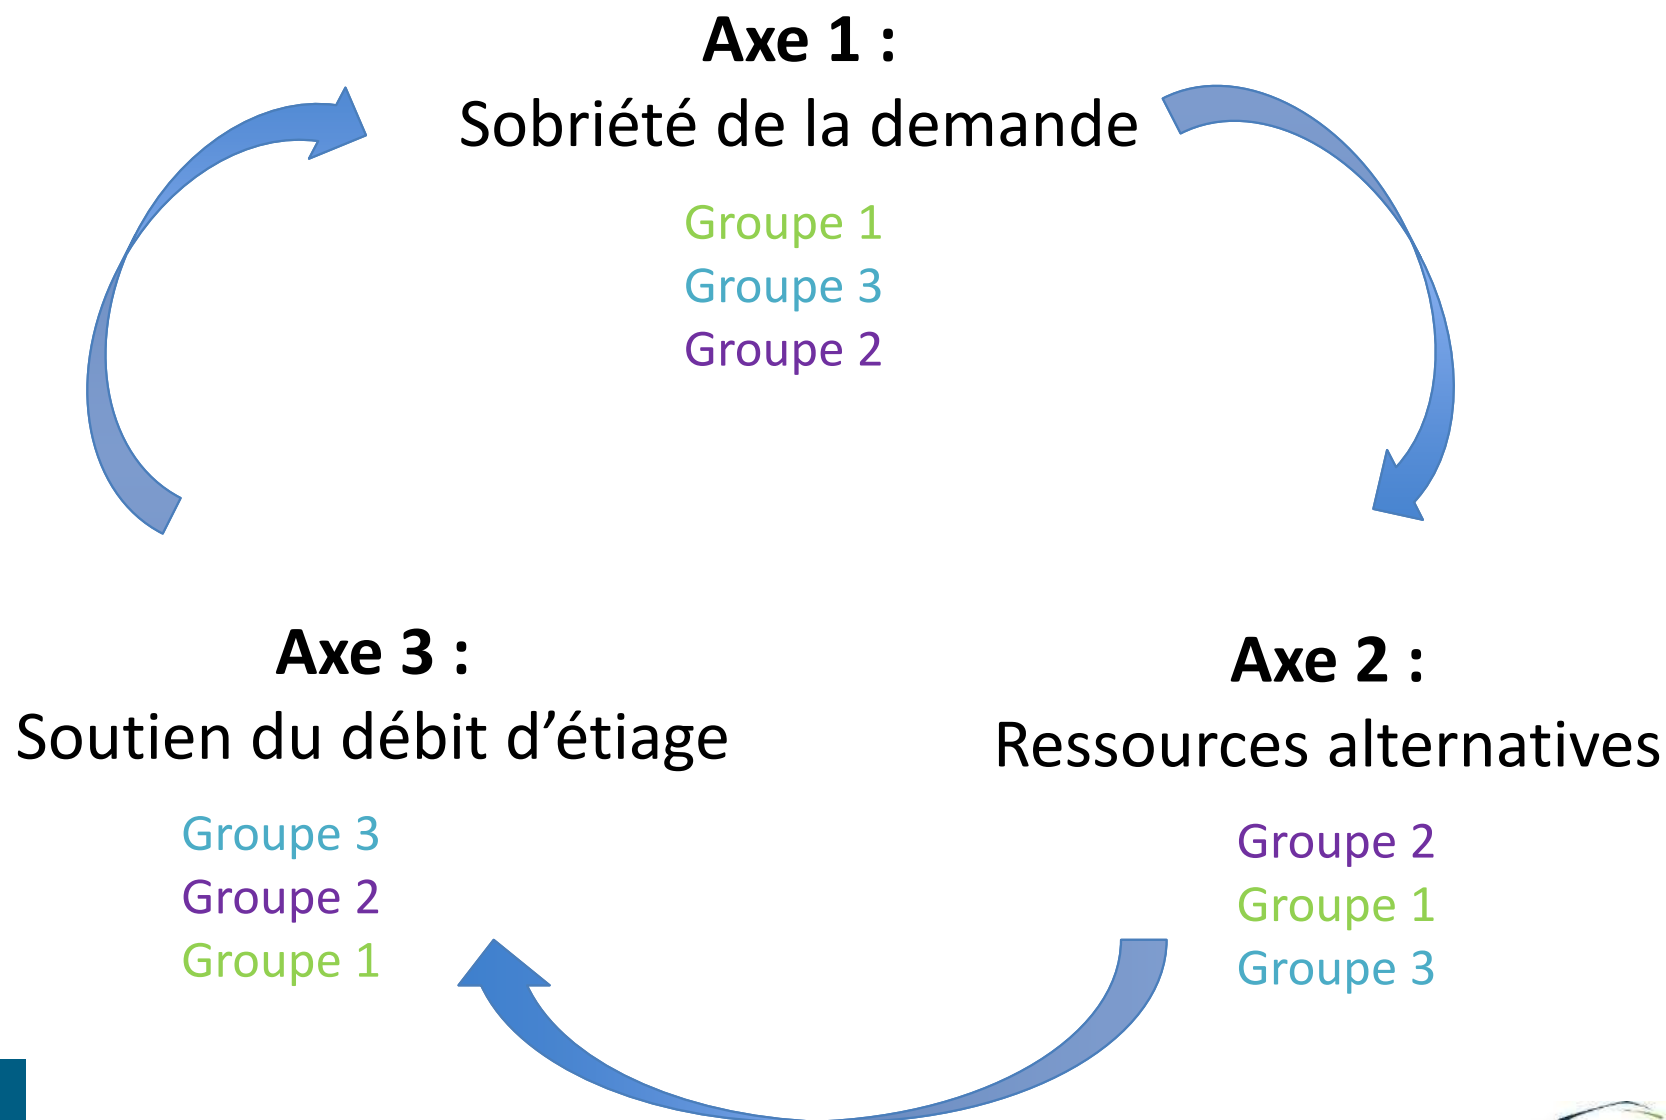 Axe 1 :
Sobriété de la demande
Groupe 1
Groupe 3
Groupe 2
Axe 3 :
Soutien du débit d’étiage
Groupe 3
Groupe 2
Groupe 1
Axe 2 :
Ressources alternatives
Groupe 2
Groupe 1
Groupe 3